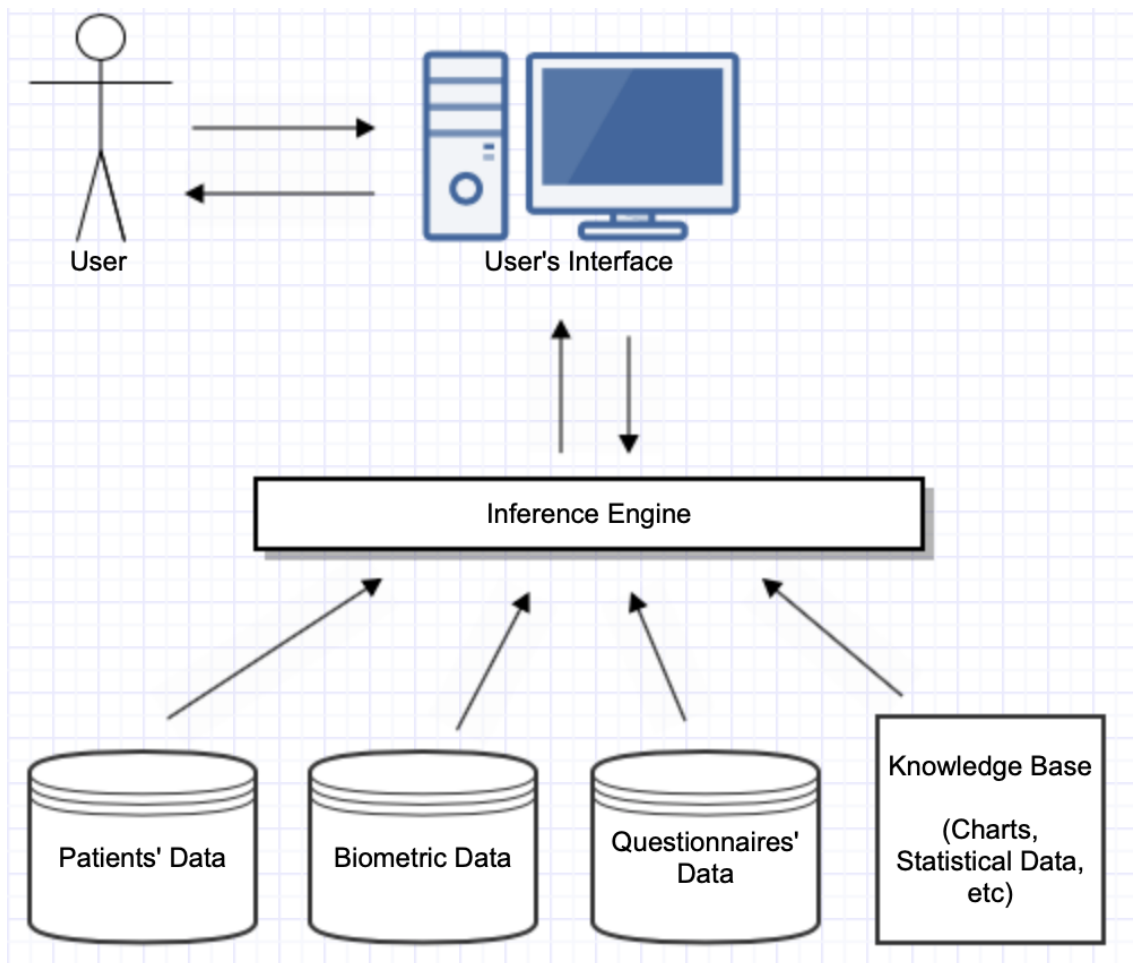 User
User's Interface
Inference Engine
Patients' Data
Biometric Data
Questionnaires'
Data
Knowledge Base
(Charts,
Statistical Data,
etc)